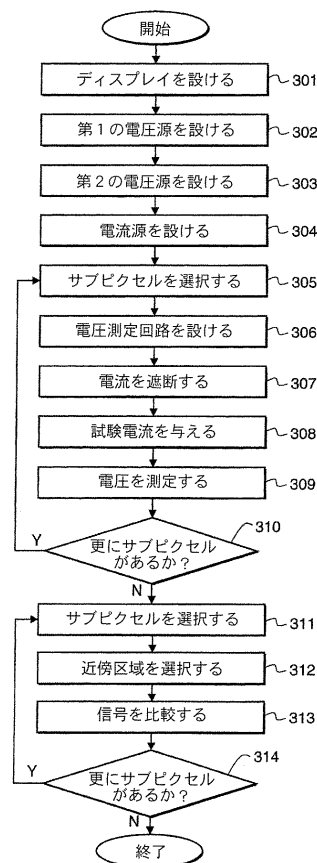 開始
ディスプレイを設ける 301
第1の電圧源を設ける 302
第2の電圧源を設ける 303
電流源を設ける 304
サブピクセルを選択する 305
電圧測定回路を設ける 306
電流を遮断する 307
試験電流を与える 308
電圧を測定する 309
310
更にサブピクセル
があるか？
Y
N
サブピクセルを選択する 311
近傍区域を選択する 312
信号を比較する 313
314
更にサブピクセル
があるか？
Y
N
終了